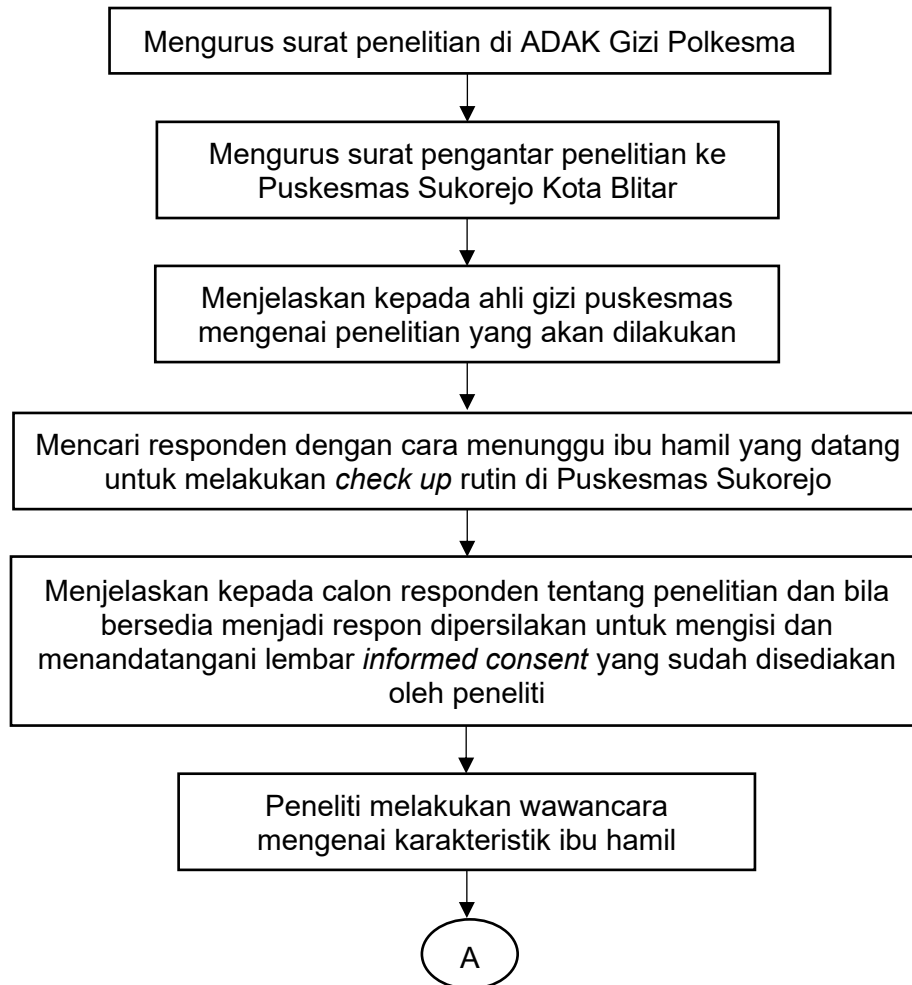 Mengurus surat penelitian di ADAK Gizi Polkesma
Mengurus surat pengantar penelitian ke
Puskesmas Sukorejo Kota Blitar
Menjelaskan kepada ahli gizi puskesmas
mengenai penelitian yang akan dilakukan
Mencari responden dengan cara menunggu ibu hamil yang datang
untuk melakukan check up rutin di Puskesmas Sukorejo
Menjelaskan kepada calon responden tentang penelitian dan bila
bersedia menjadi respon dipersilakan untuk mengisi dan
menandatangani lembar informed consent yang sudah disediakan
oleh peneliti
Peneliti melakukan wawancara
mengenai karakteristik ibu hamil
A